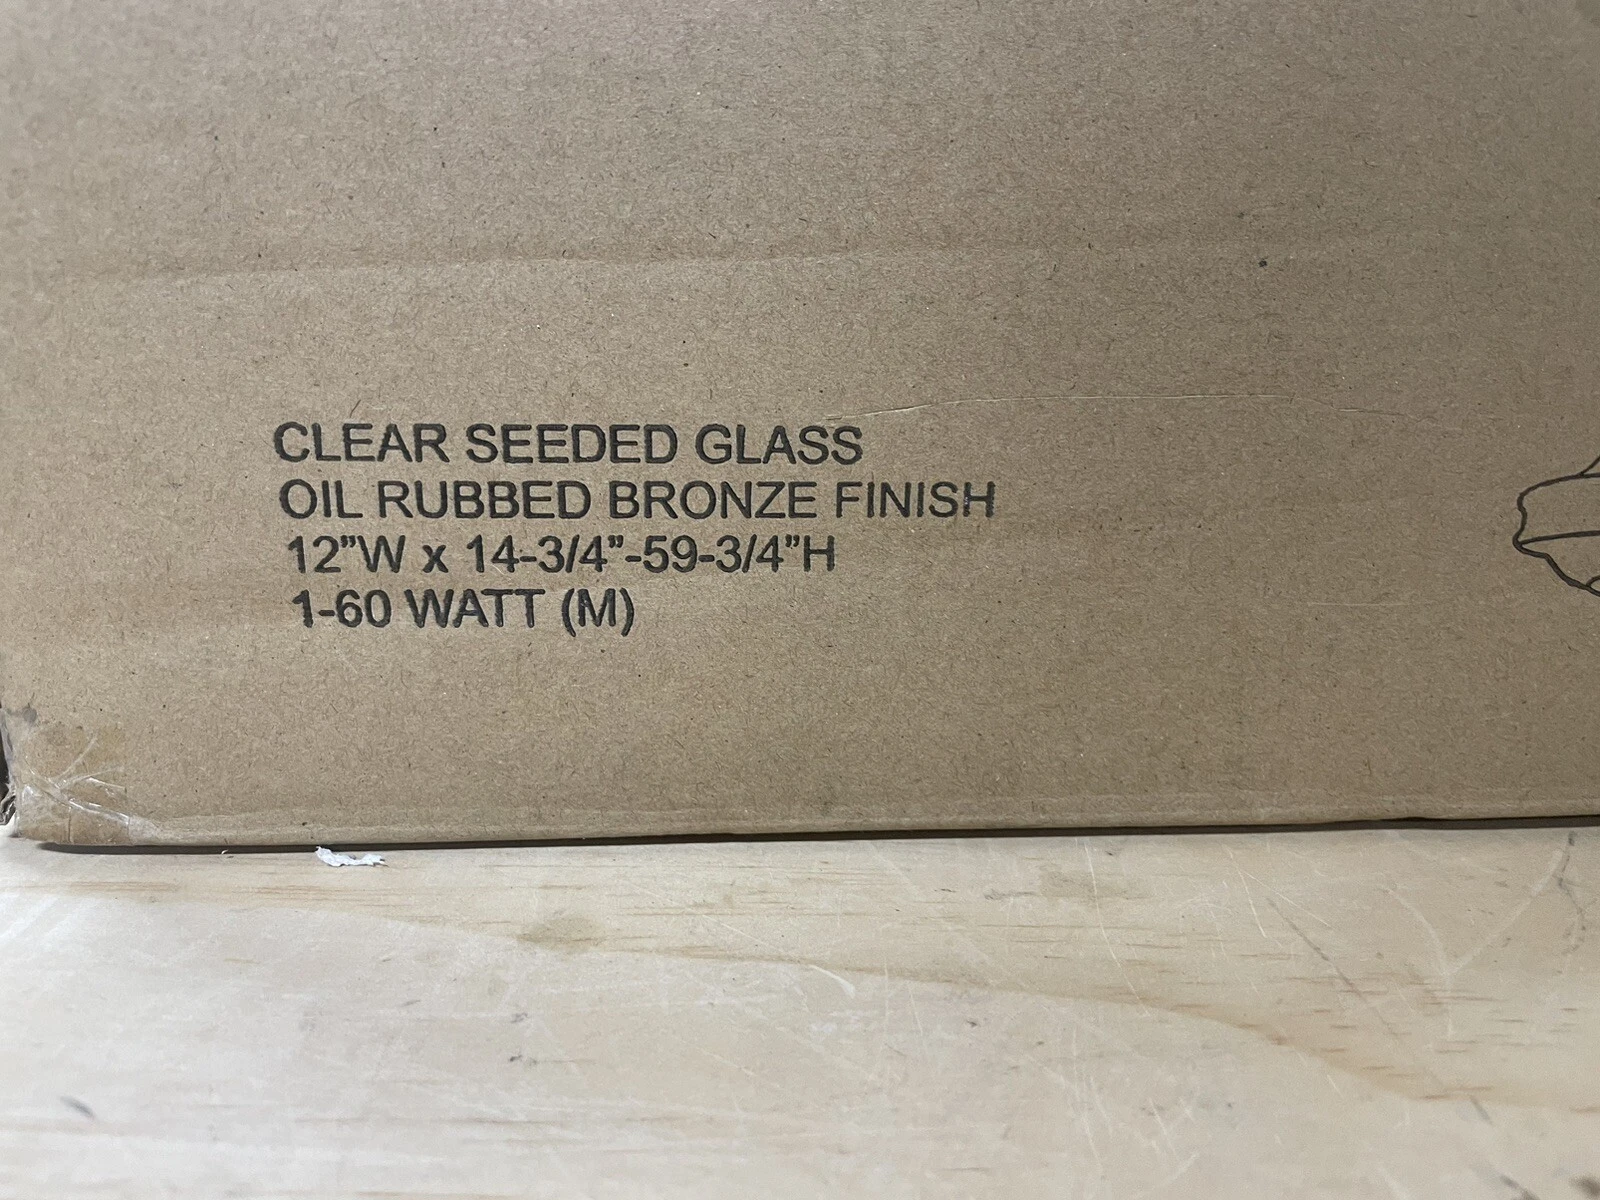 CLEAR SEEDED GLASS
OIL RUBBED BRONZE FINISH
12”W x 14-3/4”-59-3/4”H
1-60 WATT (M)